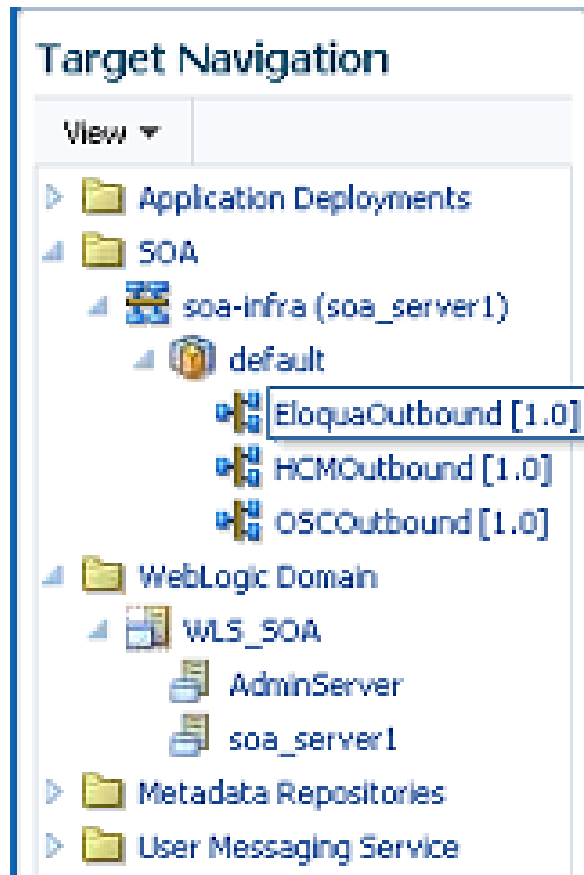 Target Navigation
View
Application Deployments
SOA
soa-infra (soa_server1)
default
EloquaOutbound [1.0]
HCMOutbound [1.0]
OSCOutbound [1.0]
WebLogic Domain
WLS_SOA
AdminServer
soa_server1
Metadata Repositories
User Messaging Service